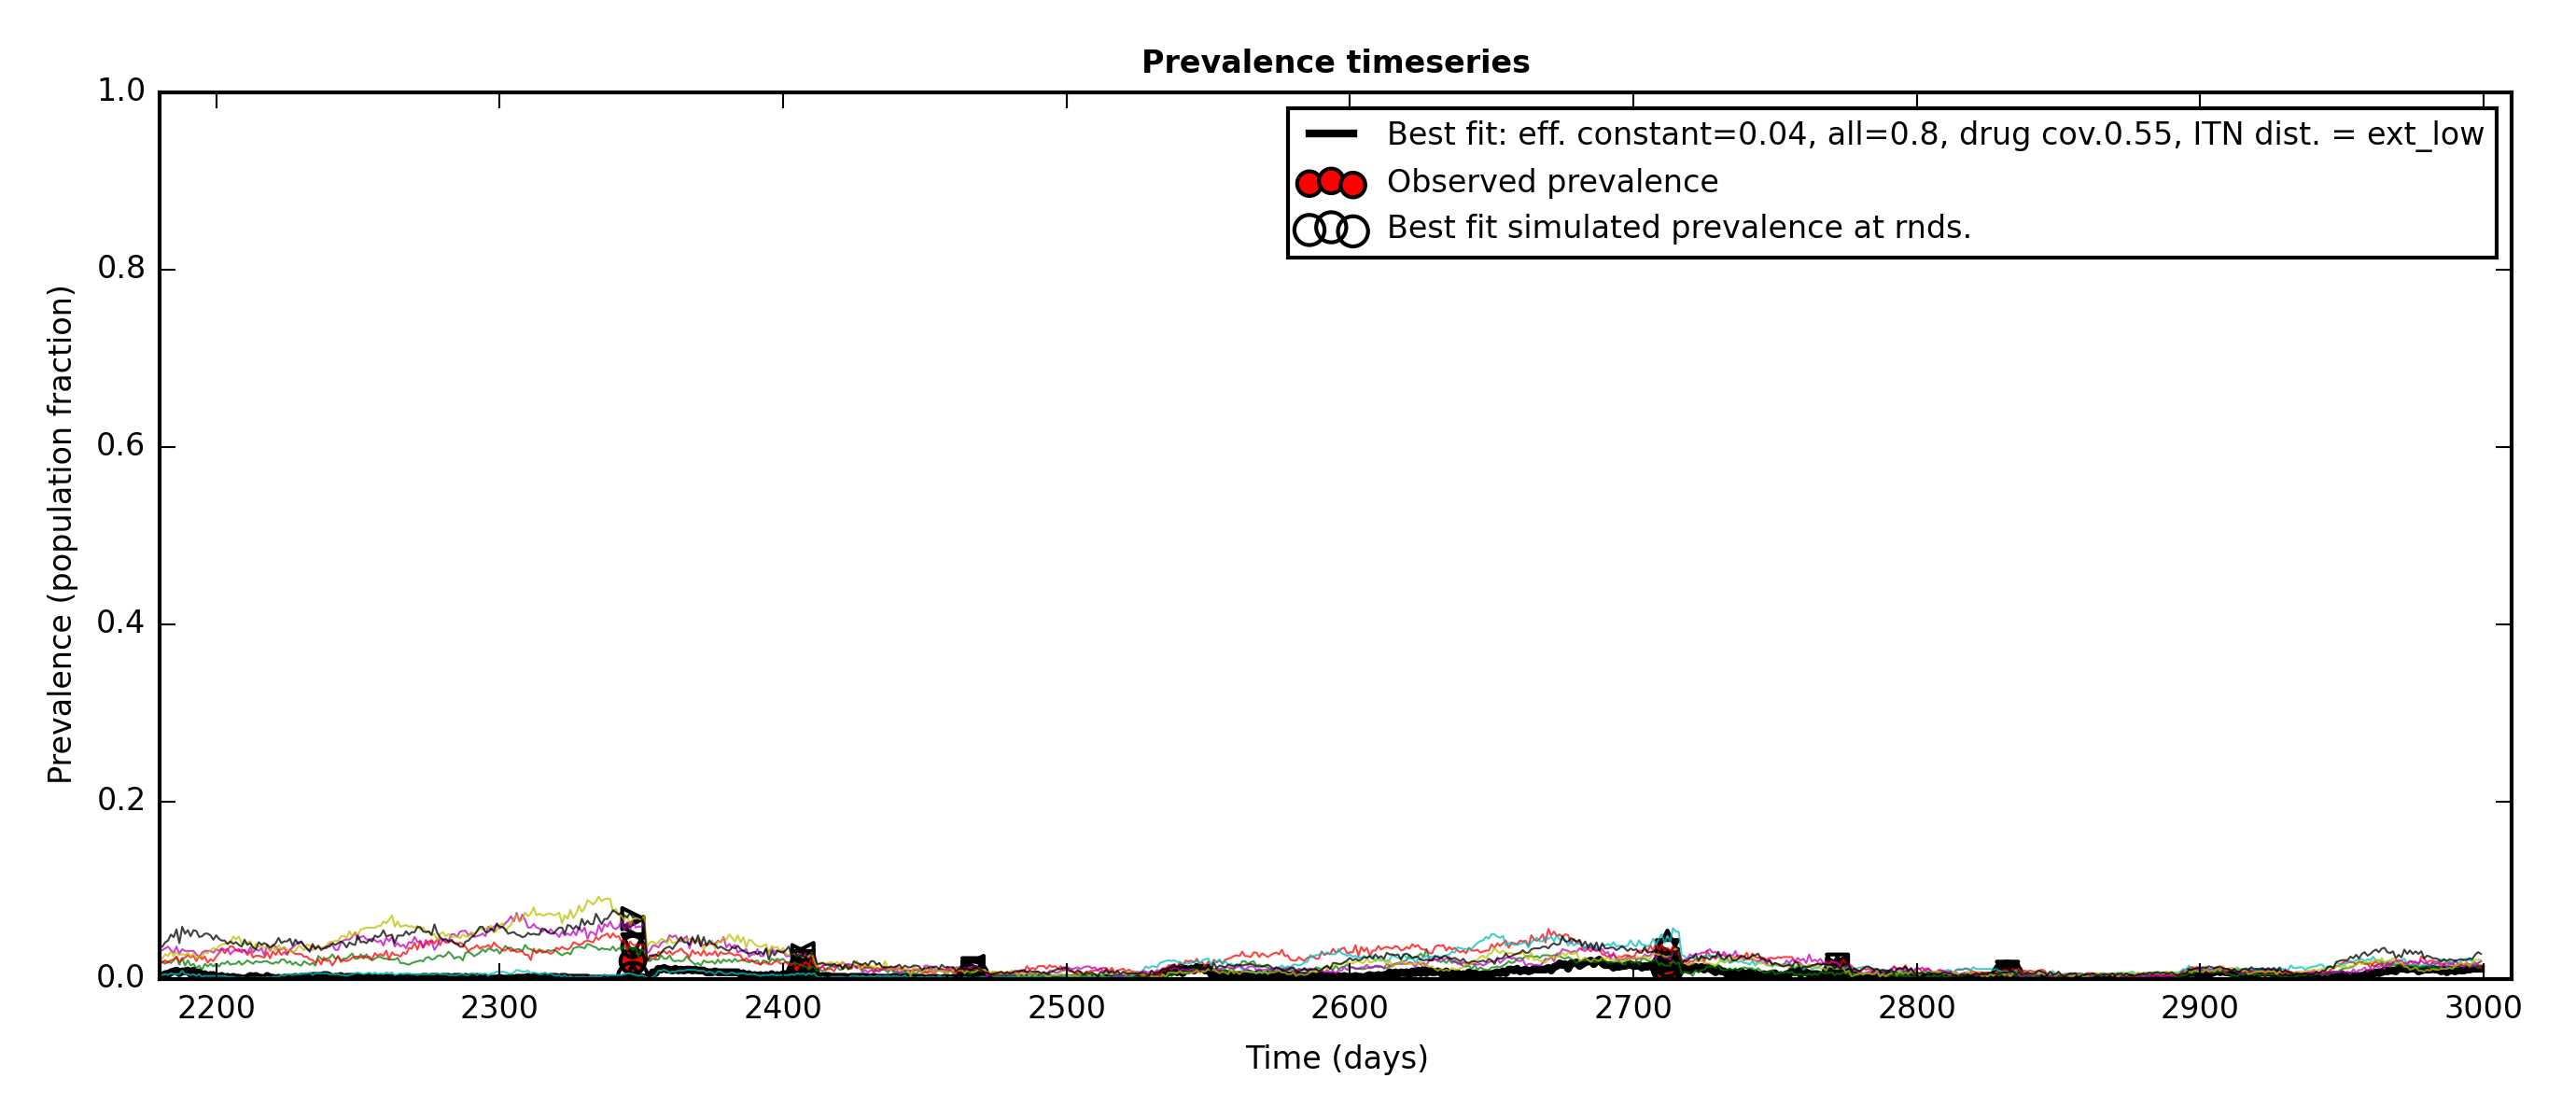 Prevalence timeseries
1.0
0.8
0.6
0.4
0.2
0.0
Prevalence (population fraction)
Best fit: eff. constant=0.04, all=0.8, drug cov.0.55, ITN dist. = ext_low
Observed prevalence
Best fit simulated prevalence at rnds.
2200 2300 2400 2500 2600 2700 2800 2900 3000
Time (days)